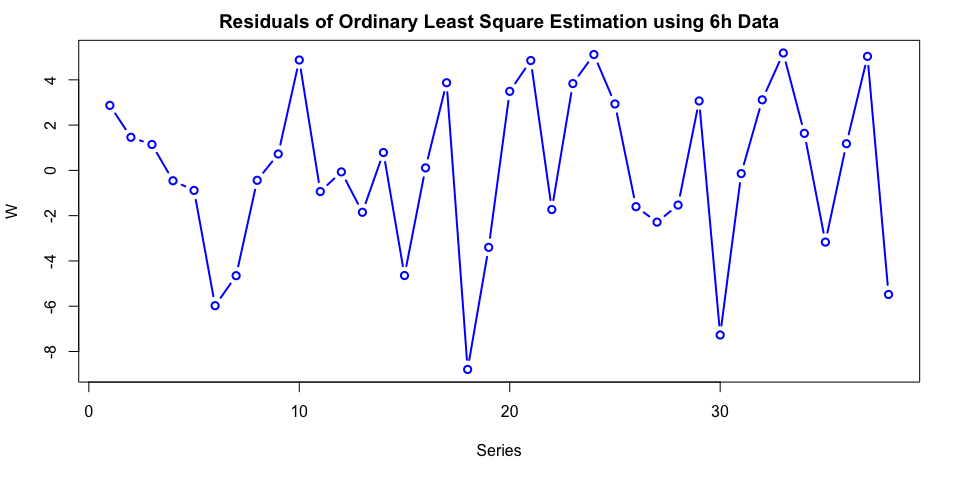 Residuals of Ordinary Least Square Estimation using 6h Data
W
4
2
0
-2
-4
-6
-8
0 10 20 30
Series